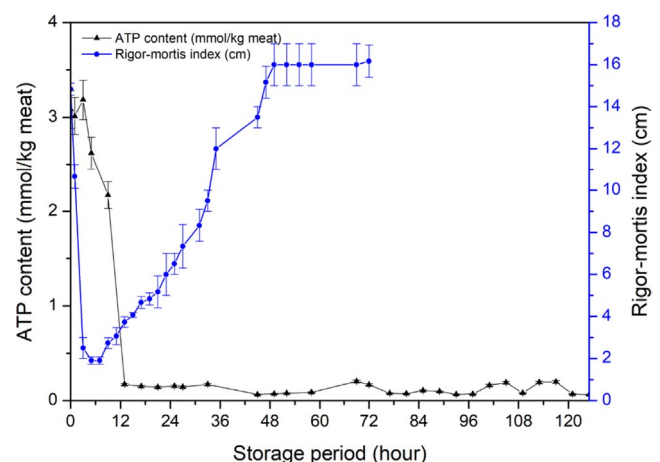 ATP content (mmol/kg meat)
Rigor-mortis index (cm)
4
3
2
1
0
ATP content (mmol/kg meat)
18
16
14
12
10
8
6
4
2
0
Rigor-mortis index (cm)
0 12 24 36 48 60 72 84 96 108 120
Storage period (hour)